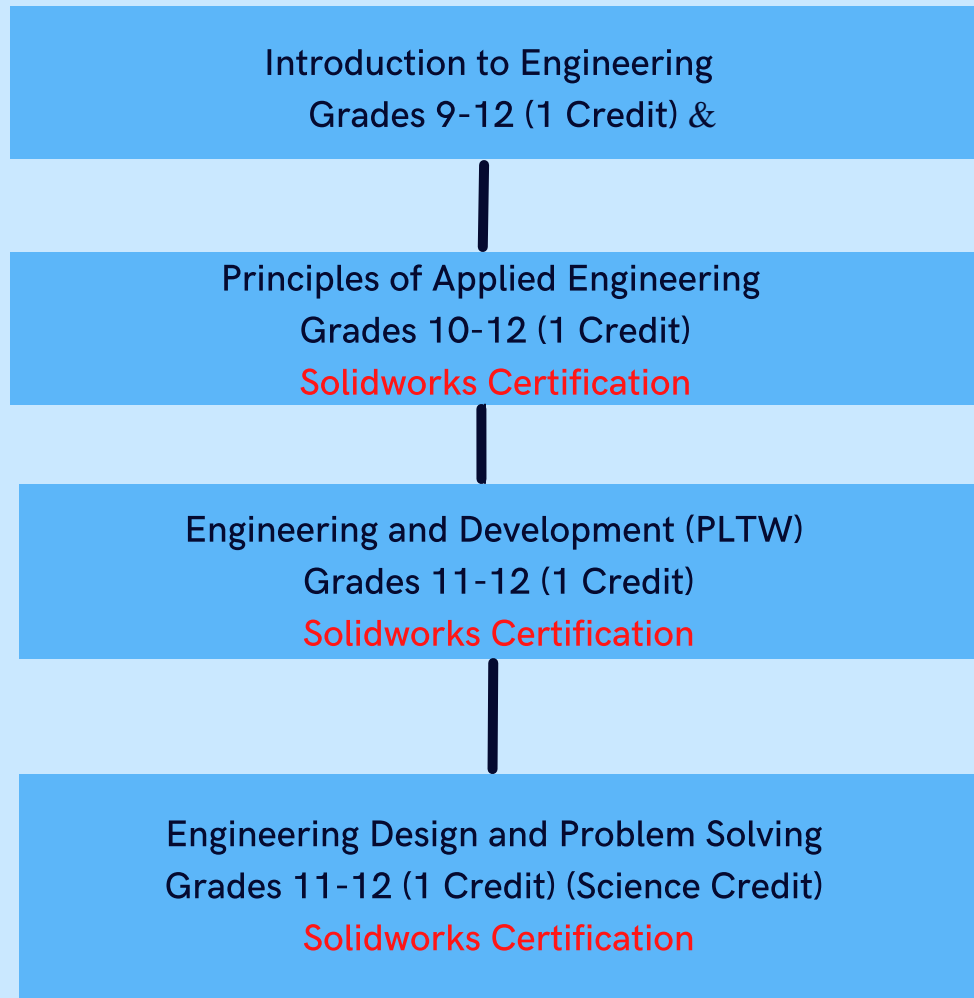 Introduction to Engineering
Grades 9-12 (1 Credit) &
Principles of Applied Engineering
Grades 10-12 (1 Credit)
Solidworks Certification
Engineering and Development (PLTW)
Grades 11-12 (1 Credit)
Solidworks Certification
Engineering Design and Problem Solving
Grades 11-12 (1 Credit) (Science Credit)
Solidworks Certification